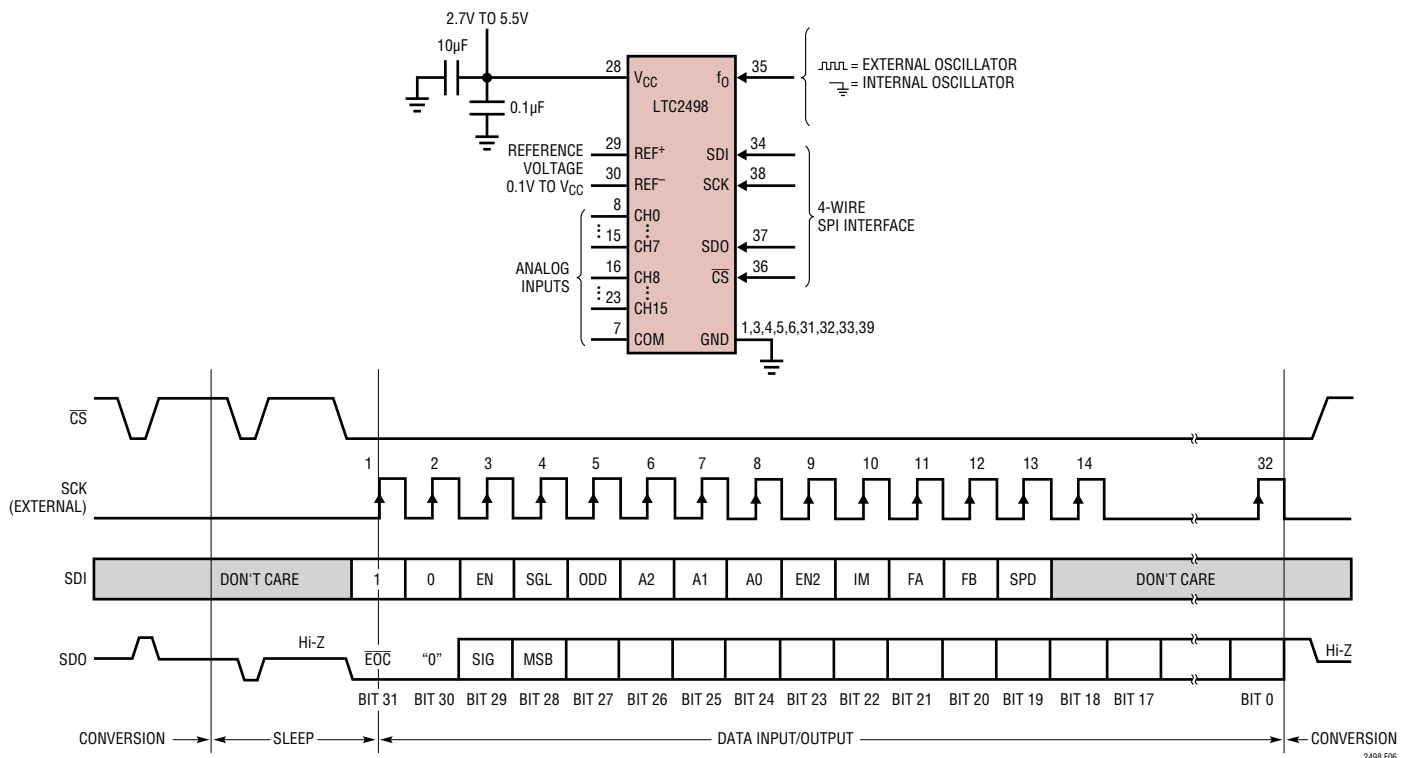 2.7V TO 5.5V
10µF
0.1µF
28
VCC
fO
35
= EXTERNAL OSCILLATOR
= INTERNAL OSCILLATOR
LTC2498
REFERENCE
VOLTAGE
0.1V TO VCC
29
REF+
SDI
34
30
REF–
SCK
38
8
CH0
15
CH7
SDO
37
16
CH8
CS
36
23
CH15
7
COM
GND
1,3,4,5,6,31,32,33,39
ANALOG
INPUTS
4-WIRE
SPI INTERFACE
CS
1 2 3 4 5 6 7 8 9 10 11 12 13 14 32
SCK
(EXTERNAL)
SDI DON'T CARE 1 0 EN SGL ODD A2 A1 A0 EN2 IM FA FB SPD DON'T CARE
SDO Hi-Z EOC “0” SIG MSB Hi-Z
BIT 31 BIT 30 BIT 29 BIT 28 BIT 27 BIT 26 BIT 25 BIT 24 BIT 23 BIT 22 BIT 21 BIT 20 BIT 19 BIT 18 BIT 17 BIT 0
CONVERSION SLEEP DATA INPUT/OUTPUT CONVERSION
2498 F06